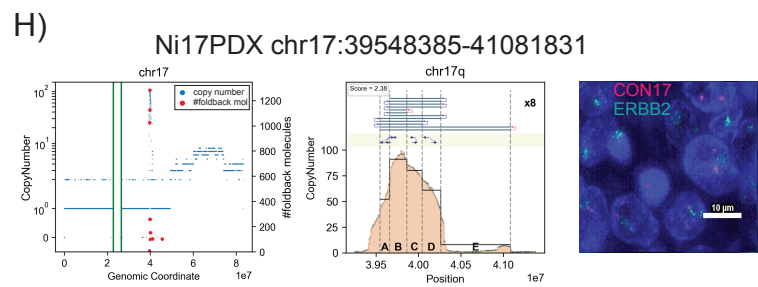 H)
Ni17PDX chr17:39548385-41081831
chr17
CopyNumber
10²
10¹
10⁰
0
copy number
#foldback mol
1200
1000
800
600
400
200
0
#foldback molecules
0 2 4 6 8
1e7
Genomic Coordinate
chr17q
Score = 2.38
x8
CopyNumber
100
75
50
25
0
A B C D E
3.95 4.00 4.05 4.10
1e7
Position
CON17
ERBB2
10 µm